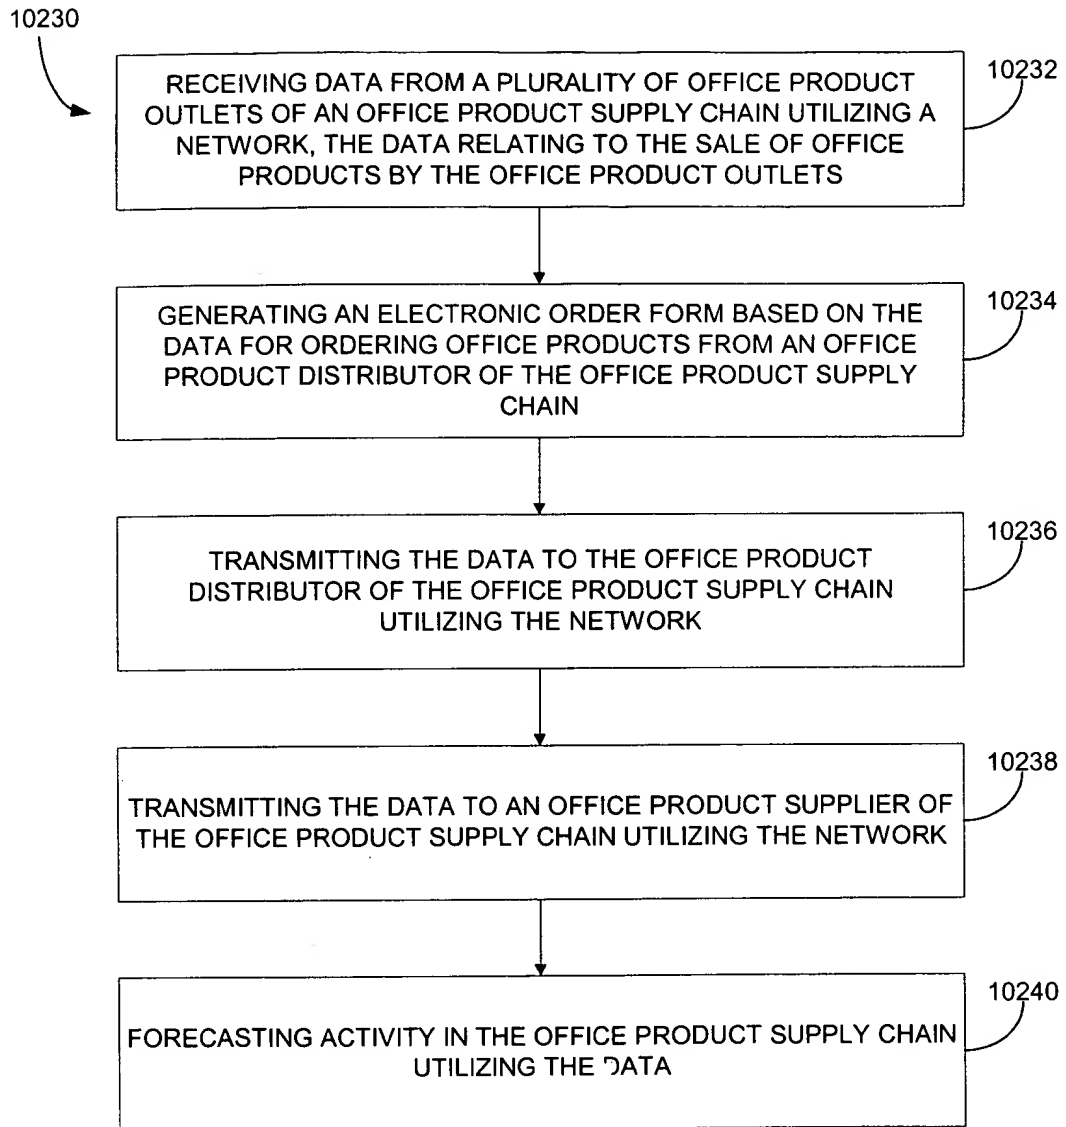 10230
RECEIVING DATA FROM A PLURALITY OF OFFICE PRODUCT
OUTLETS OF AN OFFICE PRODUCT SUPPLY CHAIN UTILIZING A
NETWORK, THE DATA RELATING TO THE SALE OF OFFICE
PRODUCTS BY THE OFFICE PRODUCT OUTLETS
10232
GENERATING AN ELECTRONIC ORDER FORM BASED ON THE
DATA FOR ORDERING OFFICE PRODUCTS FROM AN OFFICE
PRODUCT DISTRIBUTOR OF THE OFFICE PRODUCT SUPPLY
CHAIN
10234
TRANSMITTING THE DATA TO THE OFFICE PRODUCT
DISTRIBUTOR OF THE OFFICE PRODUCT SUPPLY CHAIN
UTILIZING THE NETWORK
10236
TRANSMITTING THE DATA TO AN OFFICE PRODUCT SUPPLIER OF
THE OFFICE PRODUCT SUPPLY CHAIN UTILIZING THE NETWORK
10238
FORECASTING ACTIVITY IN THE OFFICE PRODUCT SUPPLY CHAIN
UTILIZING THE DATA
10240